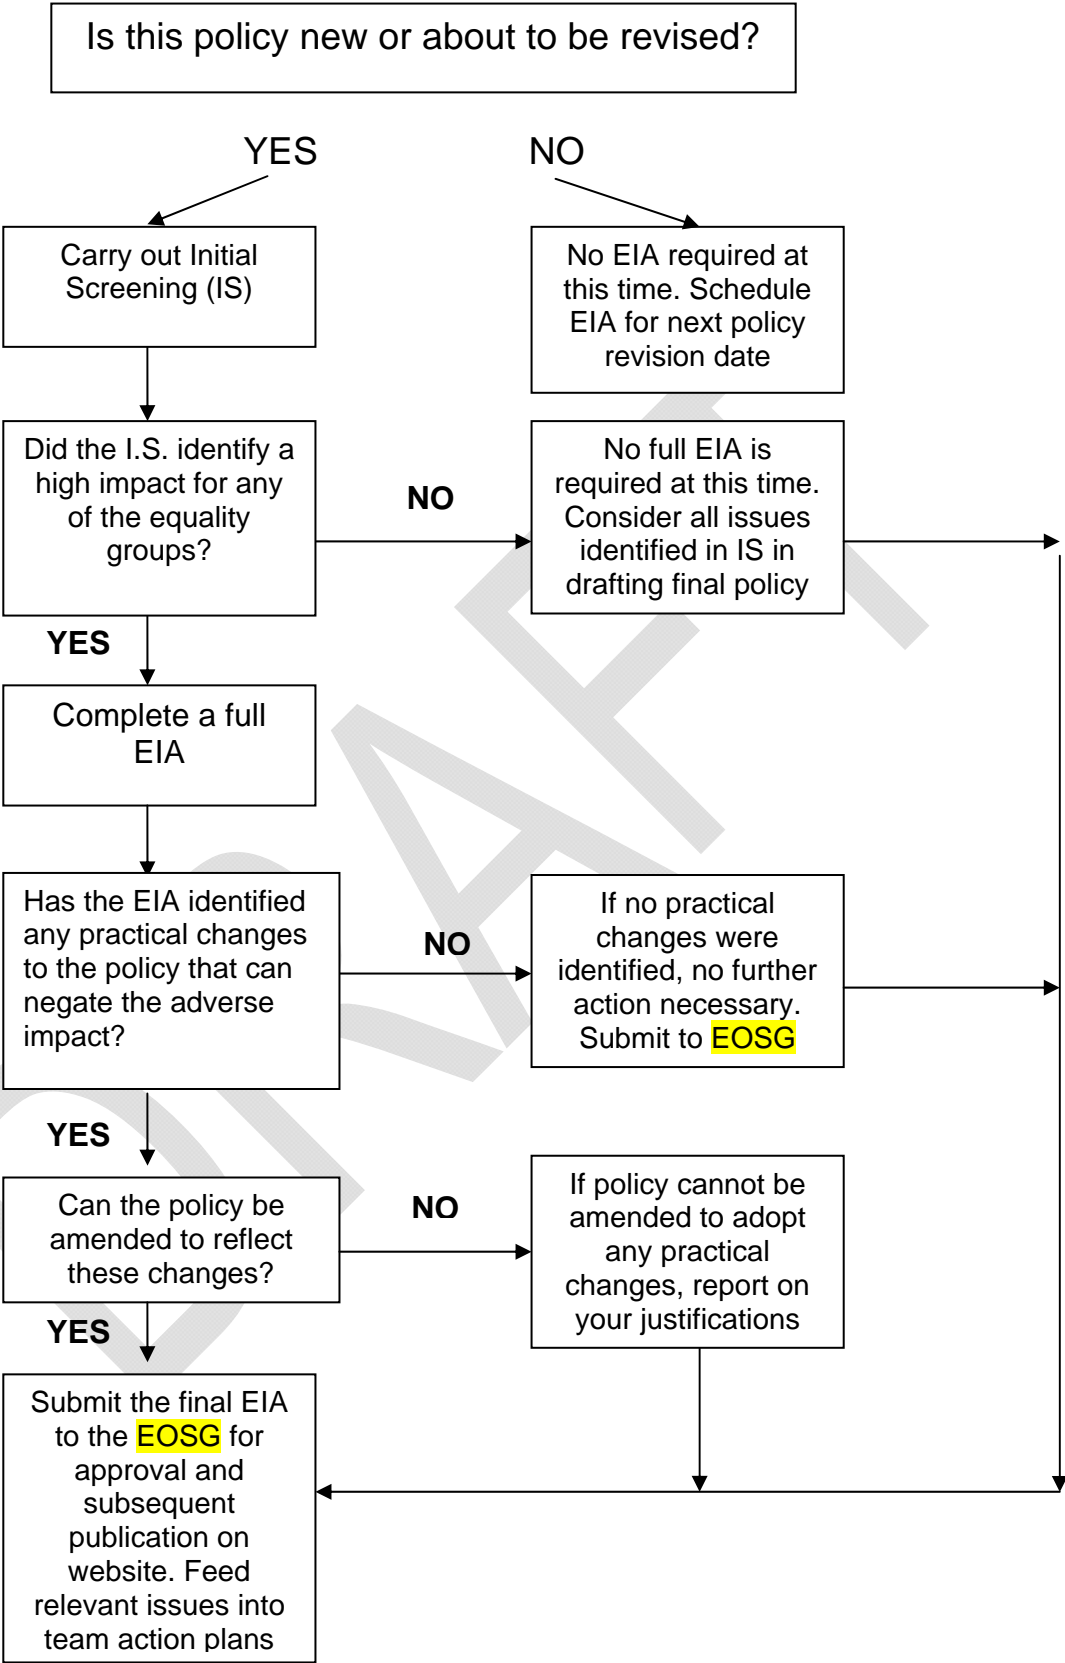 Is this policy new or about to be revised?
YES
NO
Carry out Initial
Screening (IS)
No EIA required at
this time. Schedule
EIA for next policy
revision date
Did the I.S. identify a
high impact for any
of the equality
groups?
NO
No full EIA is
required at this time.
Consider all issues
identified in IS in
drafting final policy
YES
Complete a full
EIA
Has the EIA identified
any practical changes
to the policy that can
negate the adverse
impact?
NO
If no practical
changes were
identified, no further
action necessary.
Submit to EOSG
YES
Can the policy be
amended to reflect
these changes?
NO
If policy cannot be
amended to adopt
any practical
changes, report on
your justifications
YES
Submit the final EIA
to the EOSG for
approval and
subsequent
publication on
website. Feed
relevant issues into
team action plans
DRAFT